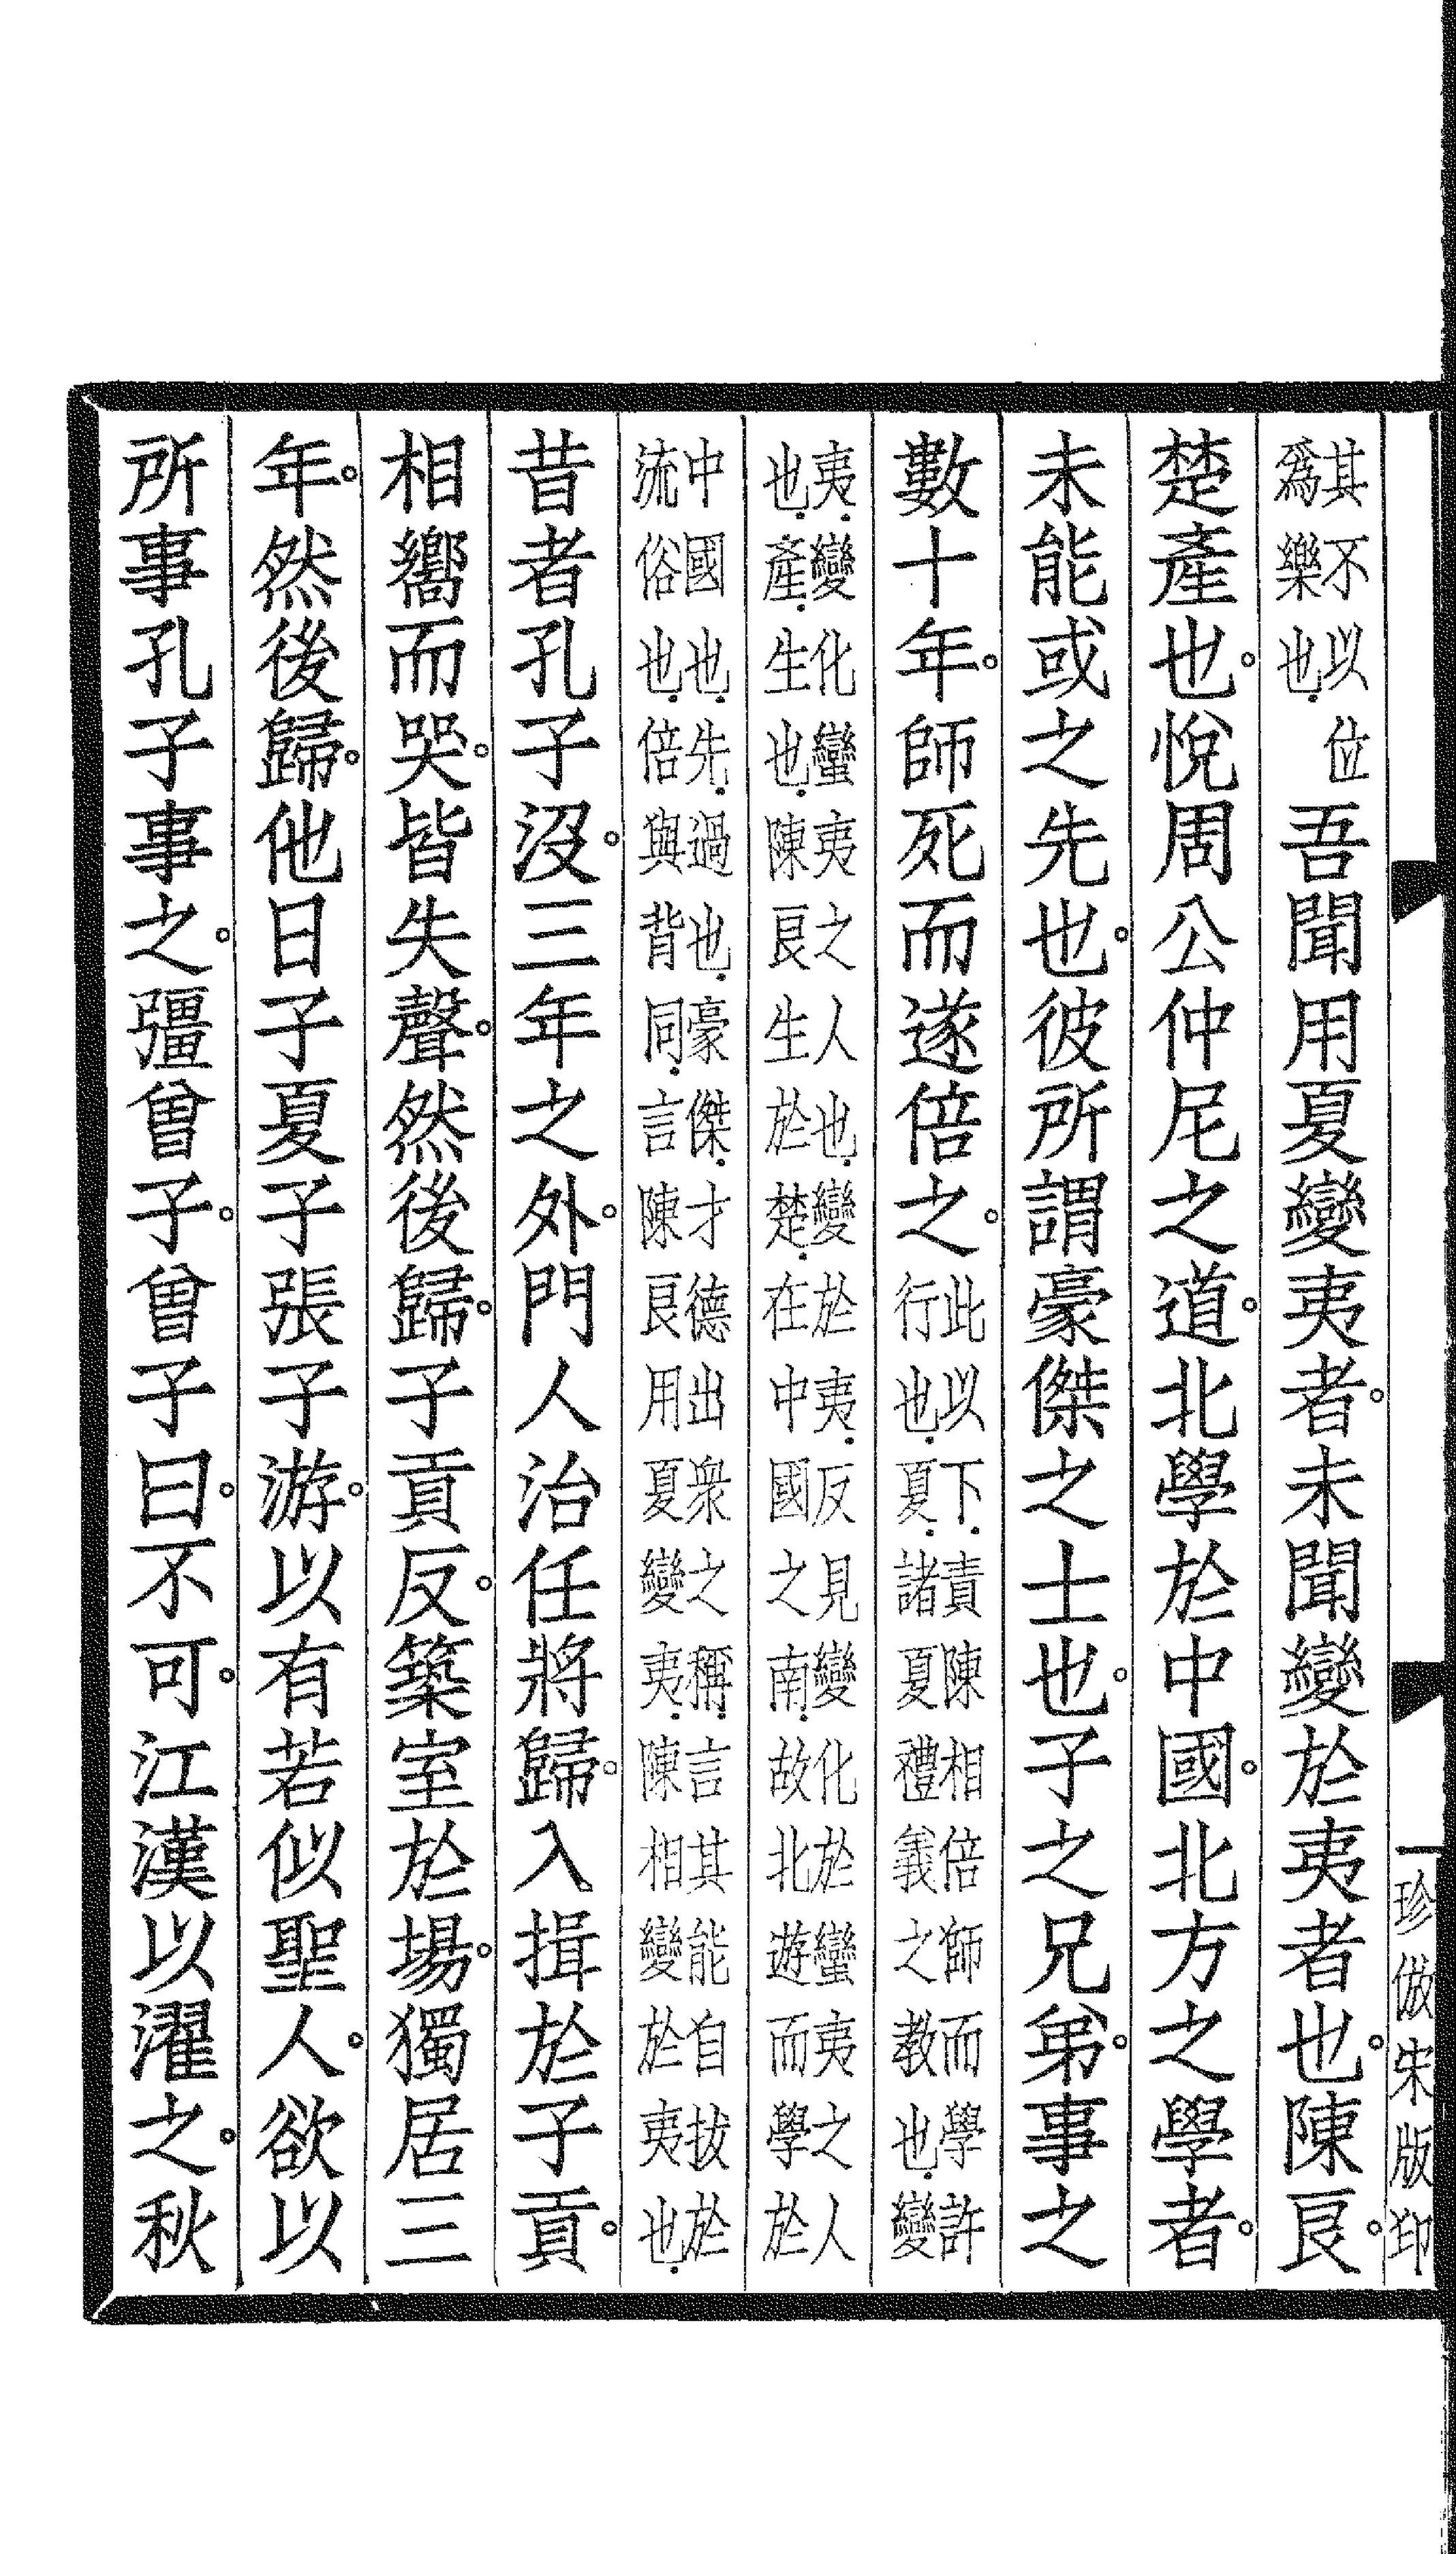 珍倣宋版印
其不以位
爲樂也．
吾聞用夏變夷者。未聞變於夷者也。陳良。
楚產也。悅周公仲尼之道。北學於中國。北方之學者。
未能或之先也。彼所謂豪傑之士也。子之兄弟。事之
數十年。師死而遂倍之。
此以下．責陳相倍師而學許
行也．夏．諸夏禮義之教也．變
夷．變化蠻夷之人也．變於夷．反見變化於蠻夷之人
也．產．生也．陳良生於楚．在中國之南．故北遊而學於
中國也．先．過也．豪傑．才德出衆之稱．言其能自拔於
流俗也．倍與背同．言陳良用夏變夷．陳相變於夷也．
昔者孔子沒。三年之外。門人治任將歸。入揖於子貢。
相嚮而哭。皆失聲。然後歸。子貢反。築室於場。獨居三
年。然後歸。他日子夏子張子游。以有若似聖人。欲以
所事孔子事之。彊曾子。曾子曰。不可。江漢以濯之。秋